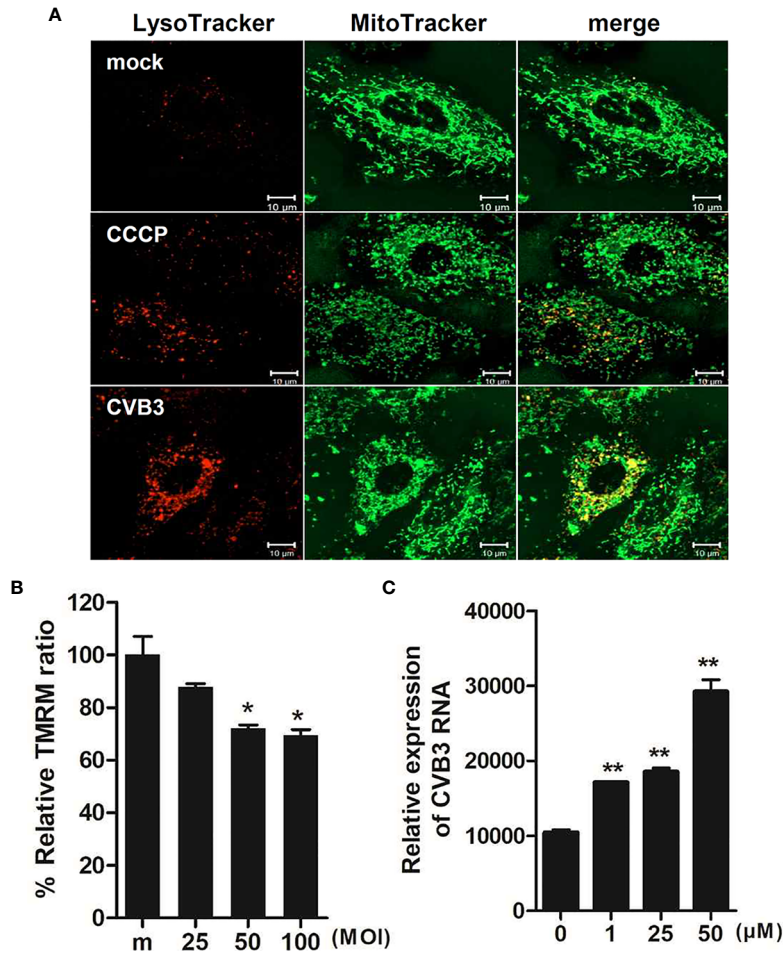 A
LysoTracker MitoTracker merge
mock
10 µm 10 µm 10 µm
CCCP
10 µm 10 µm 10 µm
CVB3
10 µm 10 µm 10 µm
B
% Relative TMRM ratio
120
100
80
60
40
20
0
* *
m 25 50 100 (MOI)
C
Relative expression
of CVB3 RNA
40000
30000
20000
10000
0
** ** **
0 1 25 50 (µM)